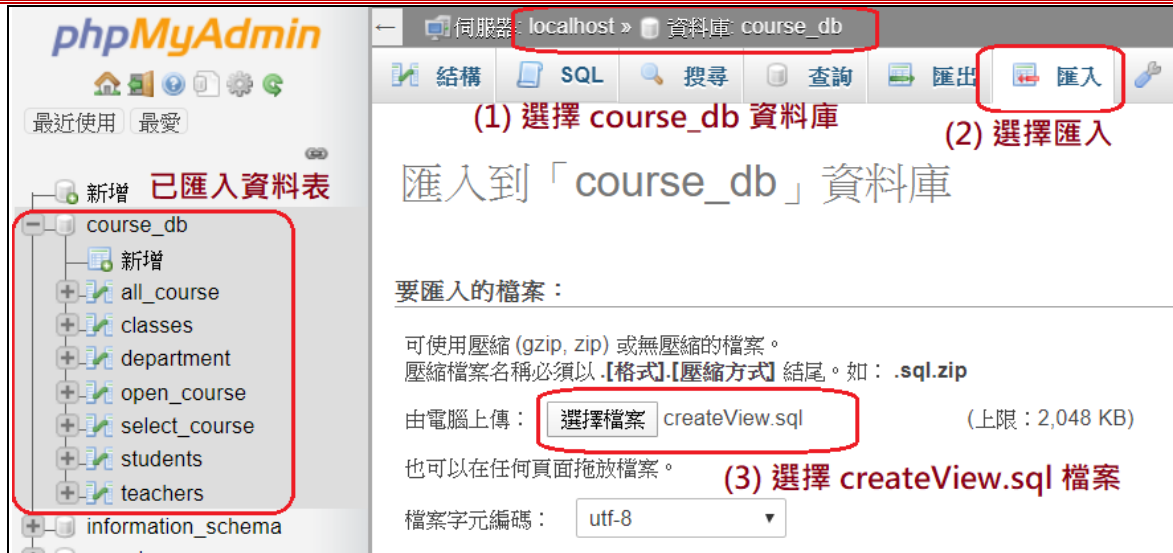 phpMyAdmin
最近使用 最愛
新增 已匯入資料表
course_db
新增
all_course
classes
department
open_course
select_course
students
teachers
information_schema
← 伺服器: localhost » 資料庫: course_db
結構 SQL 搜尋 查詢 匯出 匯入
(1) 選擇 course_db 資料庫
(2) 選擇匯入
匯入到「course_db」資料庫
要匯入的檔案：
可使用壓縮 (gzip, zip) 或無壓縮的檔案。
壓縮檔案名稱必須以 .[格式].[壓縮方式] 結尾。如： .sql.zip
由電腦上傳： 選擇檔案 createView.sql (上限：2,048 KB)
也可以在任何頁面拖放檔案。
(3) 選擇 createView.sql 檔案
檔案字元編碼： utf-8